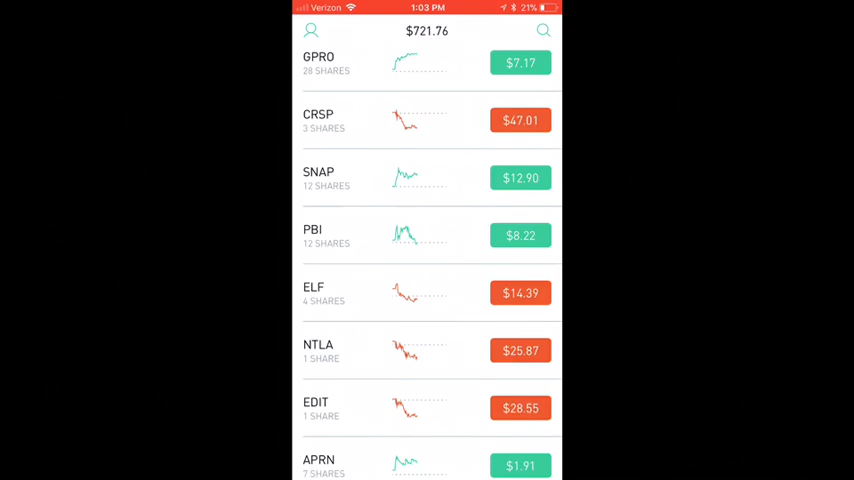 Verizon 1:03 PM 21%
$721.76
GPRO
28 SHARES
$7.17
CRSP
3 SHARES
$47.01
SNAP
12 SHARES
$12.90
PBI
12 SHARES
$8.22
ELF
4 SHARES
$14.39
NTLA
1 SHARE
$25.87
EDIT
1 SHARE
$28.55
APRN
7 SHARES
$1.91